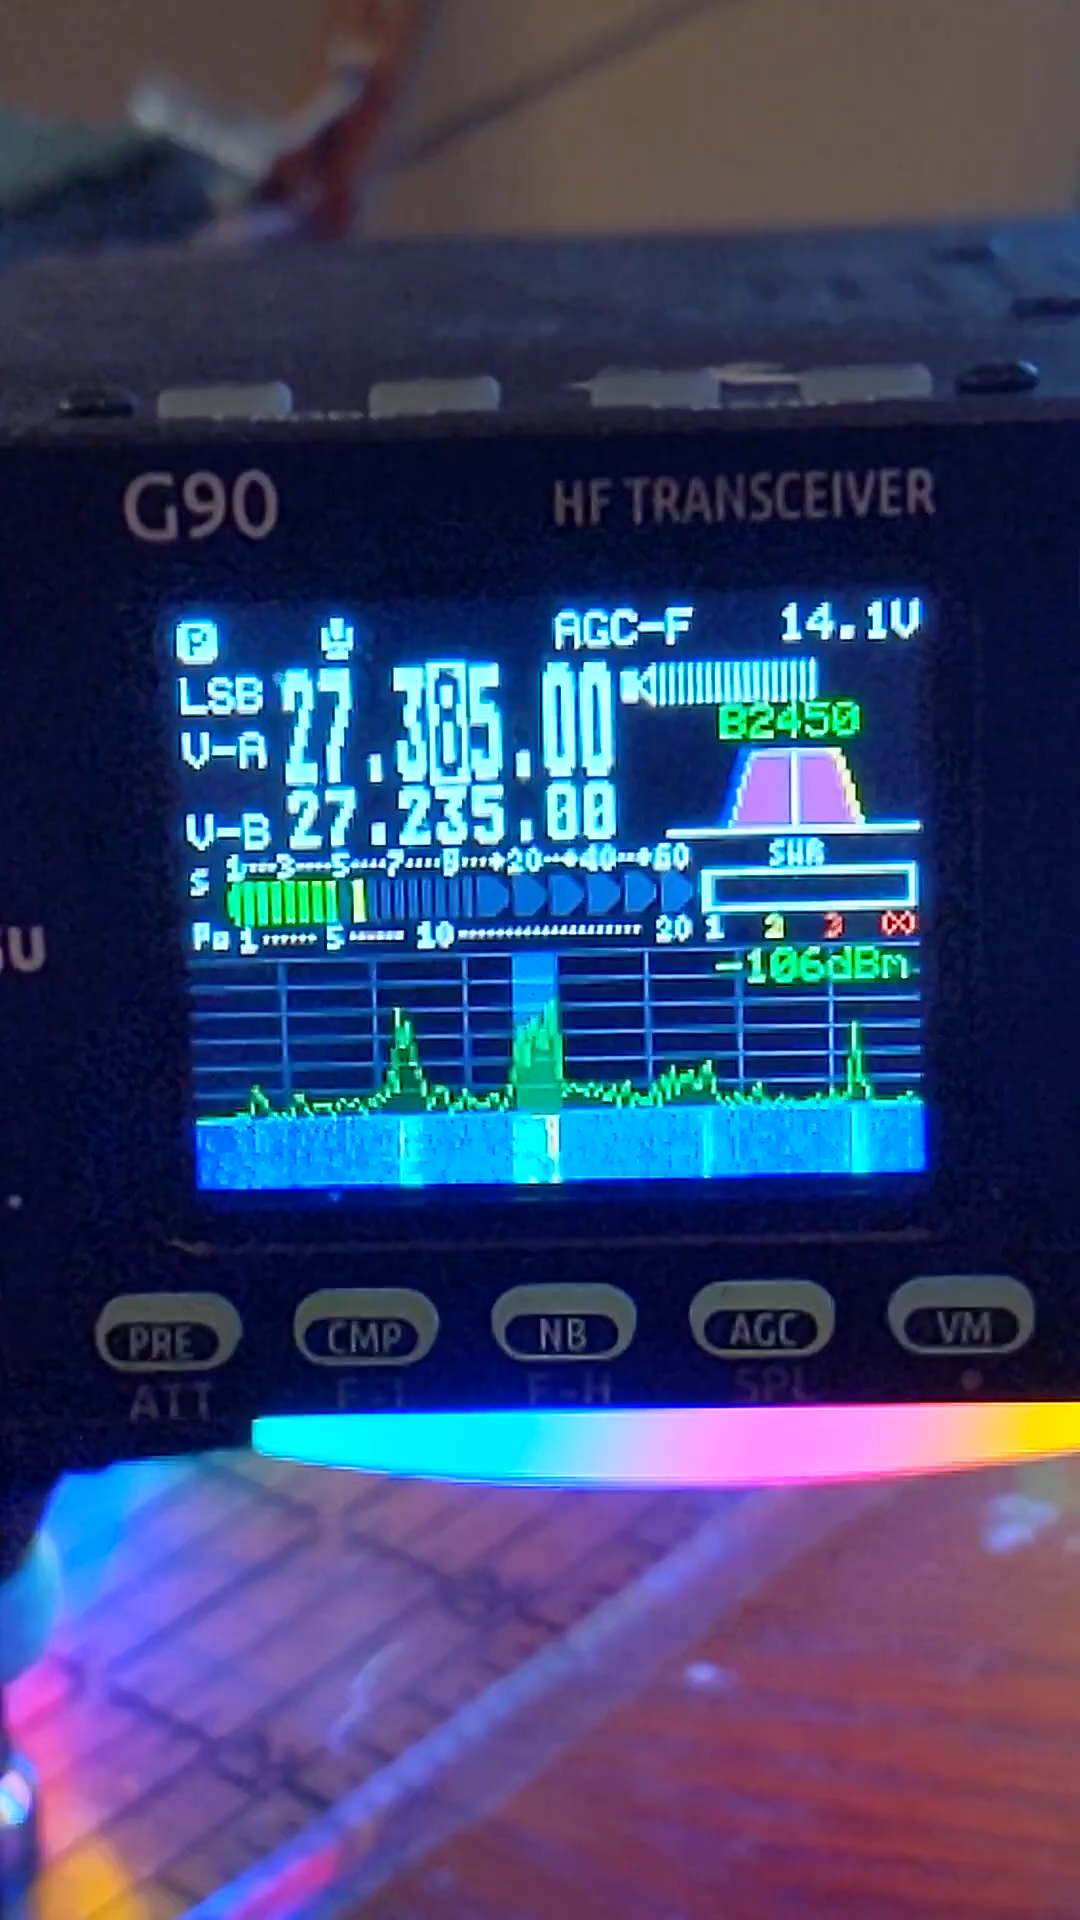 G90 HF TRANSCEIVER
P AGC-F 14.1V
LSB 27.385.00
B2450
V-A
V-B 27.235.00
S 1----3----5----7----9--+20--+40--+60
SWR
Po 1------5------10--------------------20
1 2 3 ∞
-106dBm
PRE CMP NB AGC VM
ATT F-L F-H SPL